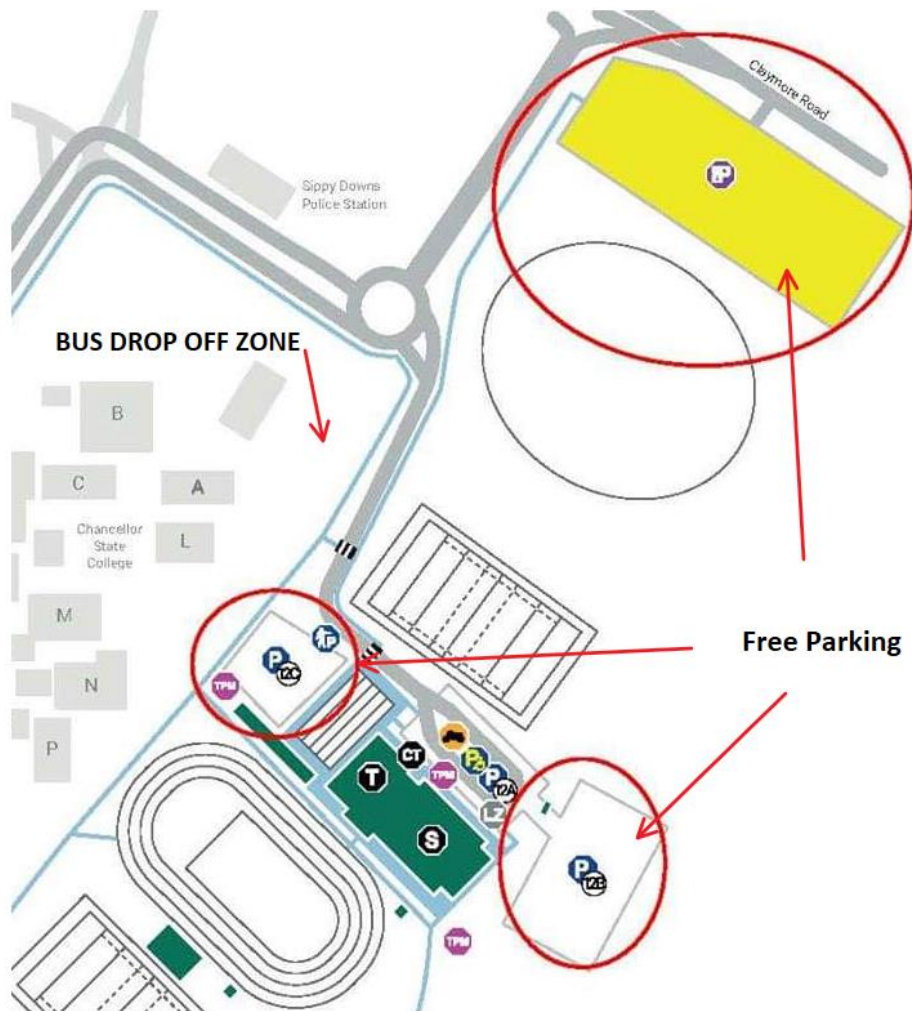 Claymore Road
P
Sippy Downs
Police Station
BUS DROP OFF ZONE
B
C
A
Chancellor
State
College
L
M
Free Parking
P
P
12C
N
TPM
P
CT
P
T
TPM
P
12A
LZ
S
P
12B
TPM